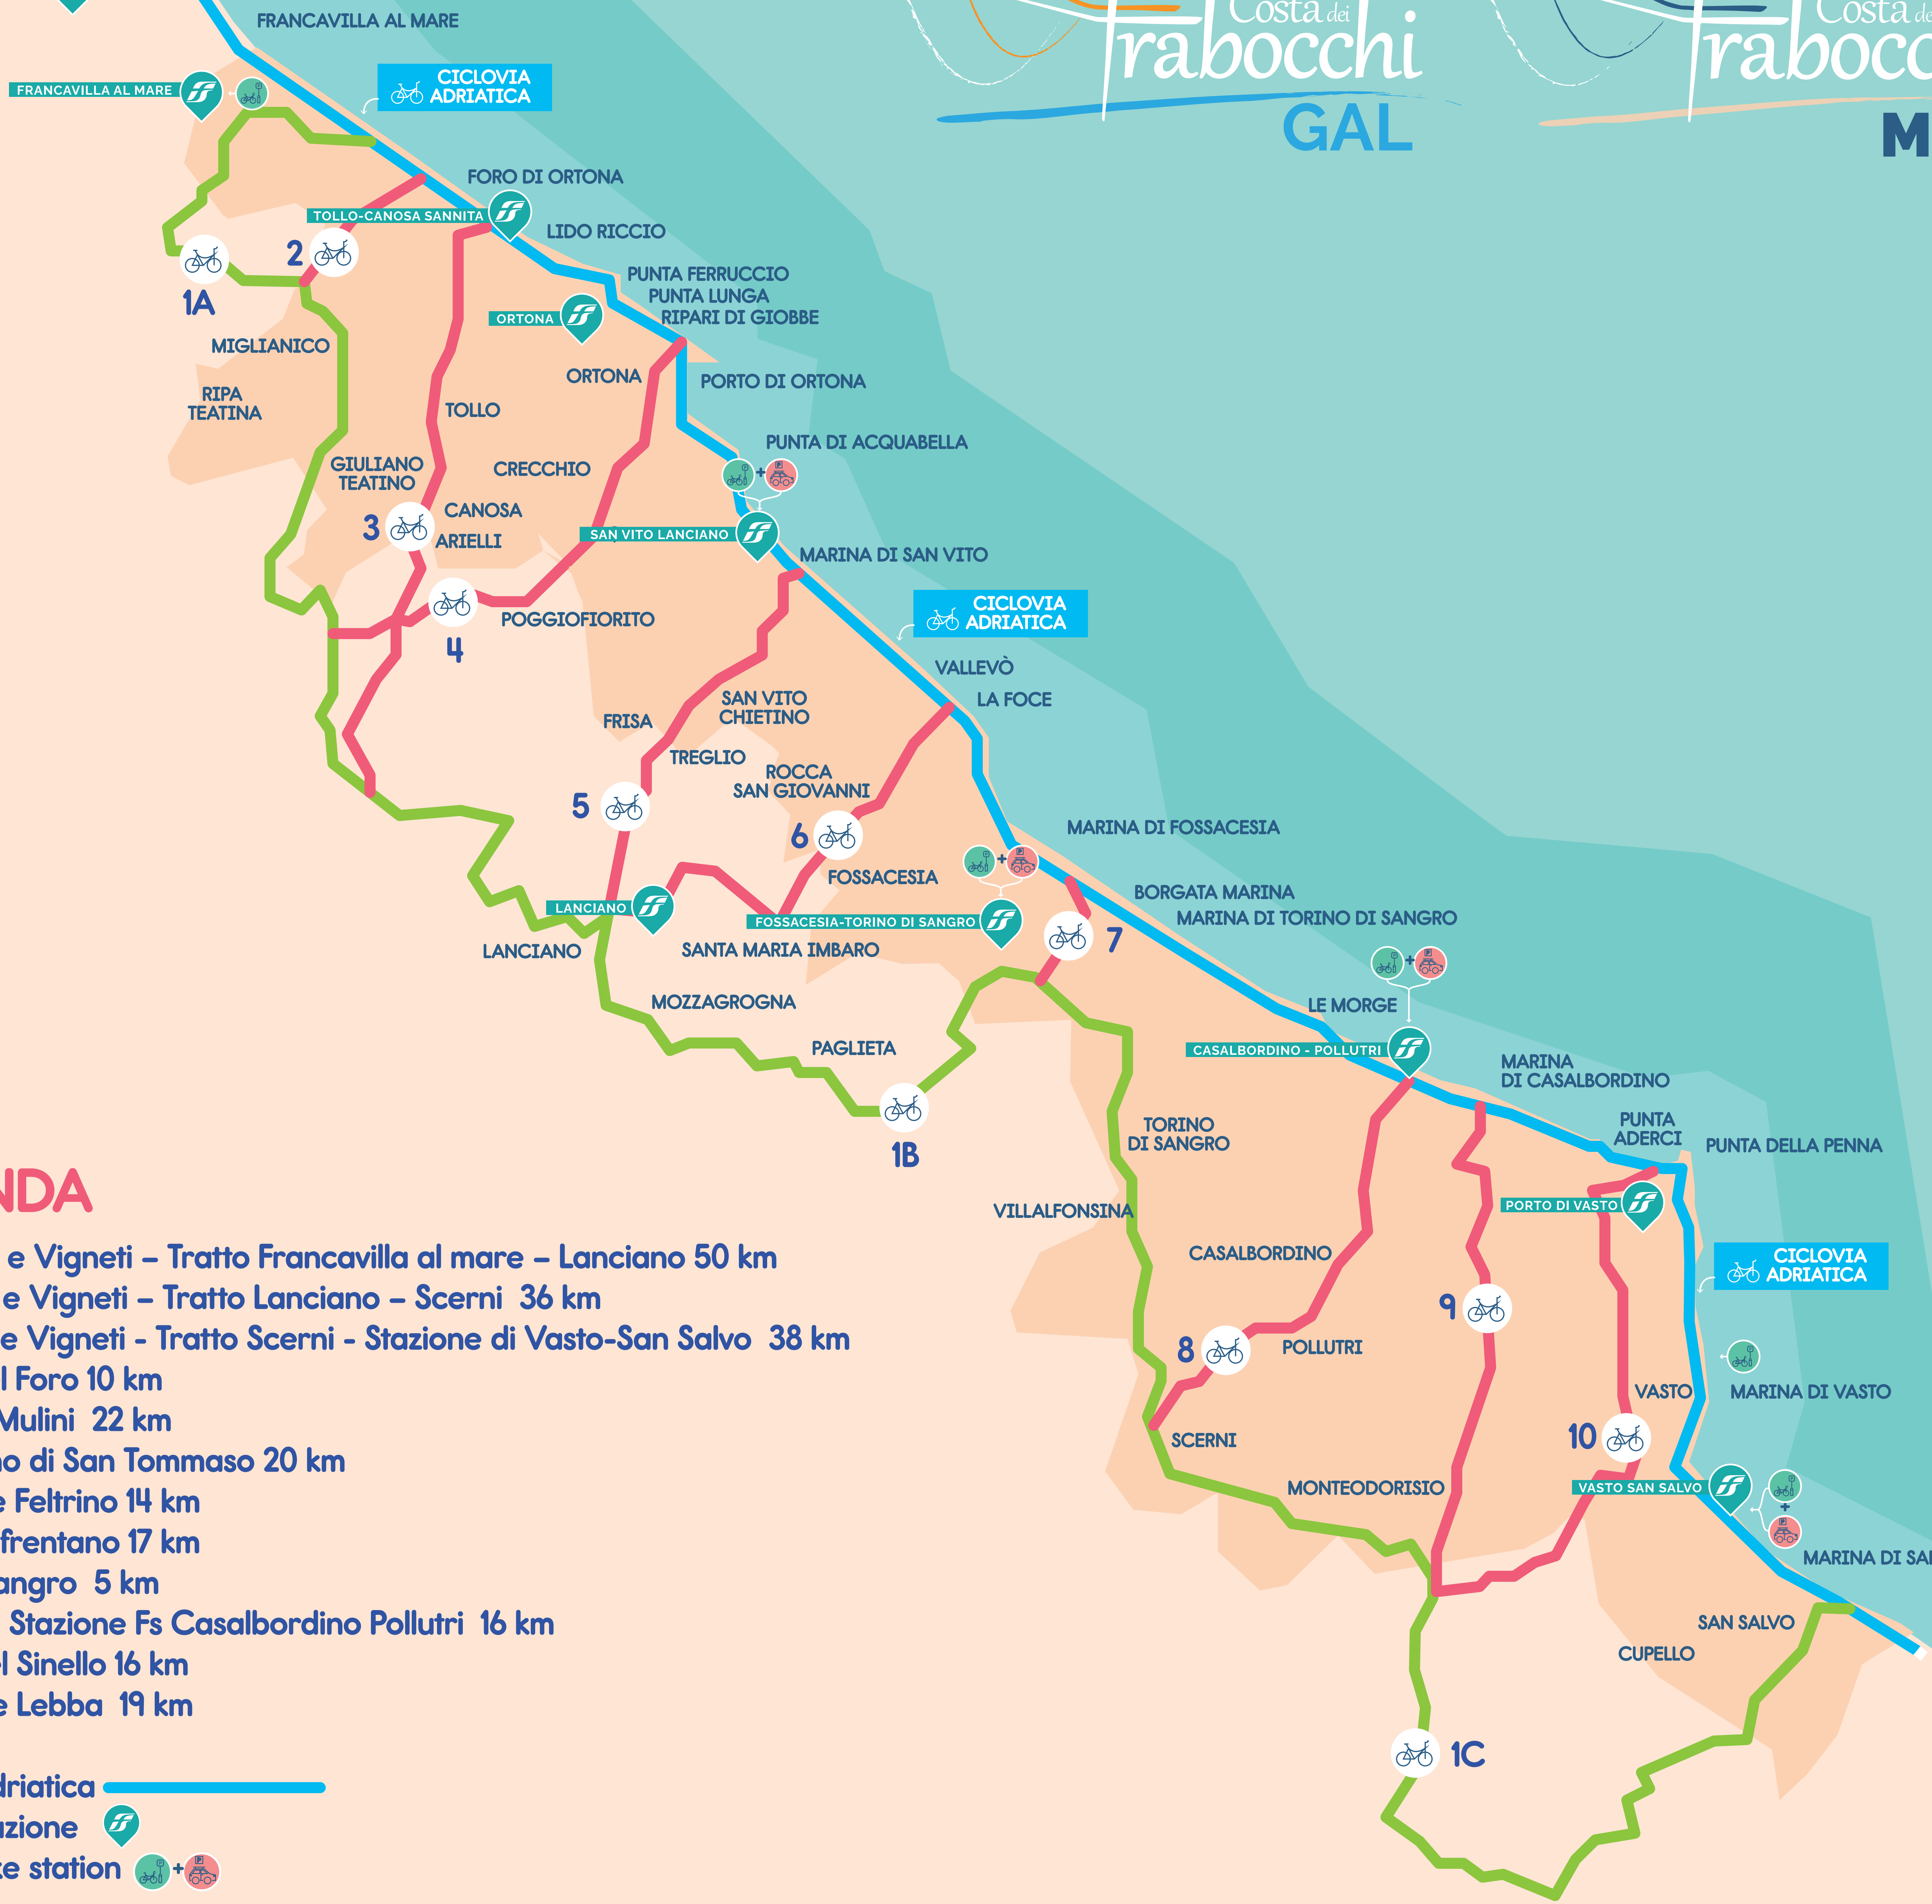 FRANCAVILLA AL MARE
Costa dei
Trabocchi
GAL
Costa
M
FRANCAVILLA AL MARE
CICLOVIA
ADRIATICA
FORO DI ORTONA
TOLLO-CANOSA SANNITA
LIDO RICCIO
2
1A
PUNTA FERRUCCIO
PUNTA LUNGA
RIPARI DI GIOBBE
ORTONA
MIGLIANICO
ORTONA
PORTO DI ORTONA
RIPA
TEATINA
TOLLO
PUNTA DI ACQUABELLA
GIULIANO
TEATINO
CRECCHIO
P
CANOSA
3
ARIELLI
SAN VITO LANCIANO
MARINA DI SAN VITO
CICLOVIA
ADRIATICA
POGGIOFIORITO
4
VALLEVÒ
LA FOCE
SAN VITO
CHIETINO
FRISA
TREGLIO
ROCCA
SAN GIOVANNI
5
6
MARINA DI FOSSACESIA
P
FOSSACESIA
BORGATA MARINA
LANCIANO
FOSSACESIA-TORINO DI SANGRO
MARINA DI TORINO DI SANGRO
7
LANCIANO
SANTA MARIA IMBARO
P
MOZZAGROGNA
LE MORGE
PAGLIETA
CASALBORDINO - POLLUTRI
MARINA
DI CASALBORDINO
1B
TORINO
DI SANGRO
PUNTA
ADERCI
PUNTA DELLA PENNA
VILLALFONSINA
PORTO DI VASTO
CASALBORDINO
CICLOVIA
ADRIATICA
9
8
POLLUTRI
VASTO
MARINA DI VASTO
SCERNI
10
MONTEODORISIO
VASTO SAN SALVO
P
MARINA DI SA
SAN SALVO
CUPELLO
1C
NDA
e Vigneti – Tratto Francavilla al mare – Lanciano 50 km
e Vigneti – Tratto Lanciano – Scerni 36 km
e Vigneti - Tratto Scerni - Stazione di Vasto-San Salvo 38 km
l Foro 10 km
Mulini 22 km
no di San Tommaso 20 km
e Feltrino 14 km
frentano 17 km
angro 5 km
Stazione Fs Casalbordino Pollutri 16 km
l Sinello 16 km
e Lebba 19 km
driatica
azione
ke station
P